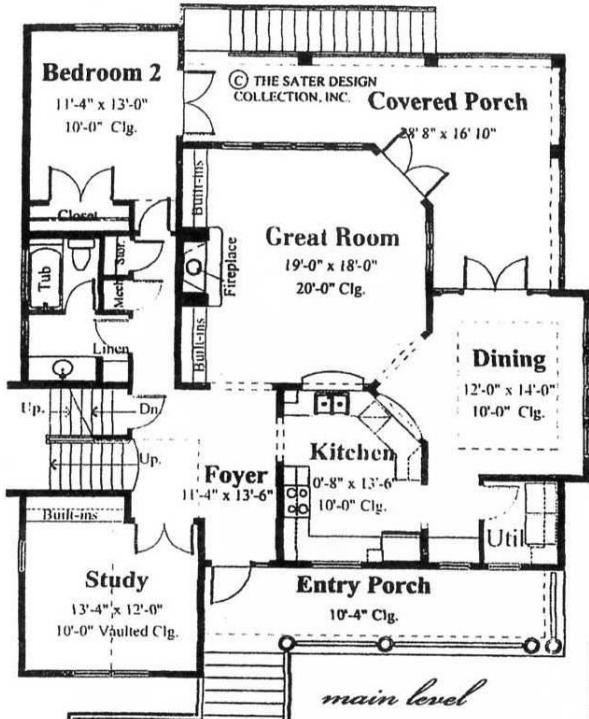 Bedroom 2
11'-4" x 13'-0"
10'-0" Clg.
© THE SATER DESIGN
COLLECTION, INC.
Covered Porch
28' 8" x 16' 10"
Built-ins
Closet
Great Room
19'-0" x 18'-0"
20'-0" Clg.
Fireplace
Stor.
Mech
Tub
Linen
Built-ins
Dining
12'-0" x 14'-0"
10'-0" Clg.
Up.
Dn
Up.
Foyer
11'-4" x 13'-6"
Kitchen
0'-8" x 13'-6"
10'-0" Clg.
Util
Built-ins
Study
13'-4" x 12'-0"
10'-0" Vaulted Clg.
Entry Porch
10'-4" Clg.
main level